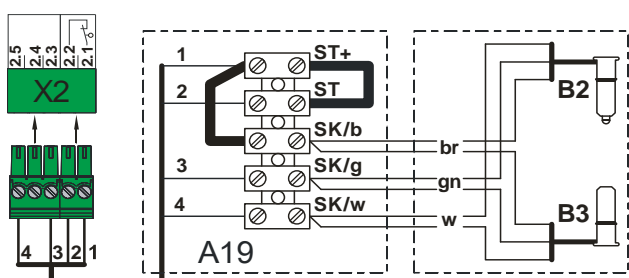 2.5 2.4 2.3 2.2 2.1
X2
4 3 2 1
1 ST+
2 ST
SK/b
3 SK/g
4 SK/w
A19
br
gn
w
B2
B3